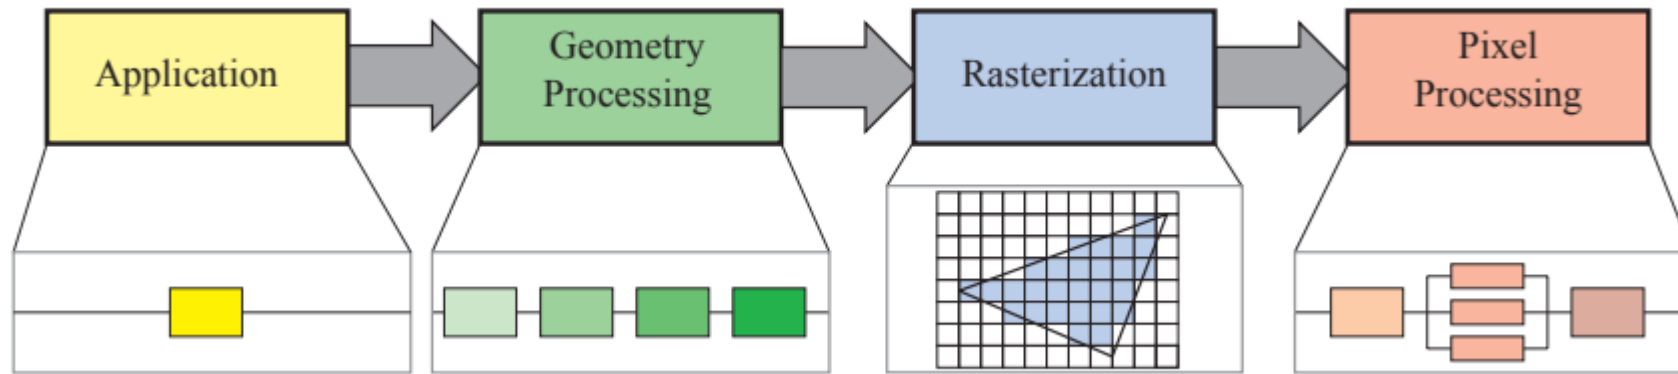 Application
Geometry
Processing
Rasterization
Pixel
Processing